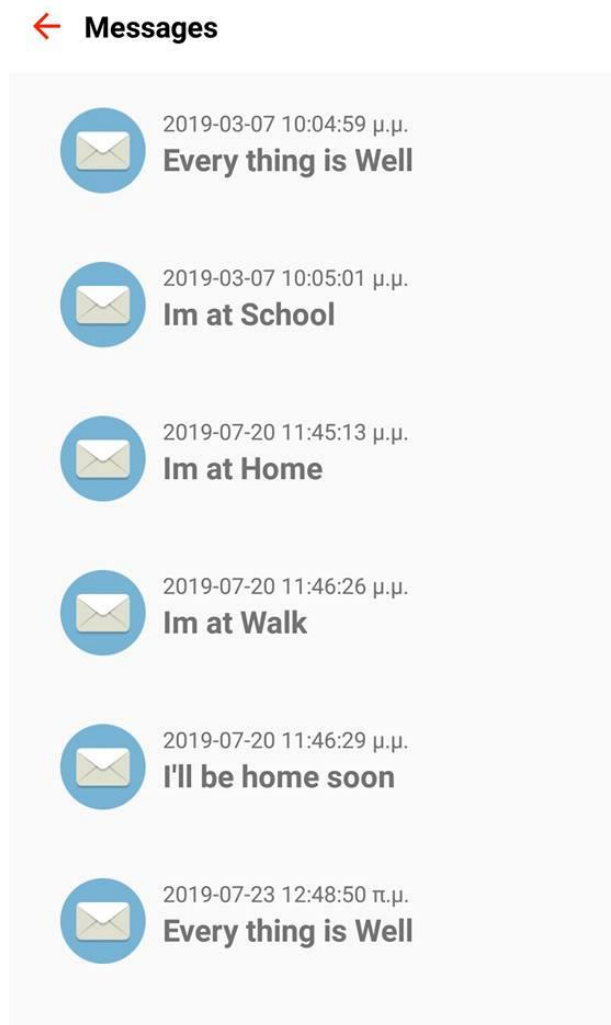 Messages
2019-03-07 10:04:59 μ.μ.
Every thing is Well
2019-03-07 10:05:01 μ.μ.
Im at School
2019-07-20 11:45:13 μ.μ.
Im at Home
2019-07-20 11:46:26 μ.μ.
Im at Walk
2019-07-20 11:46:29 μ.μ.
I'll be home soon
2019-07-23 12:48:50 π.μ.
Every thing is Well